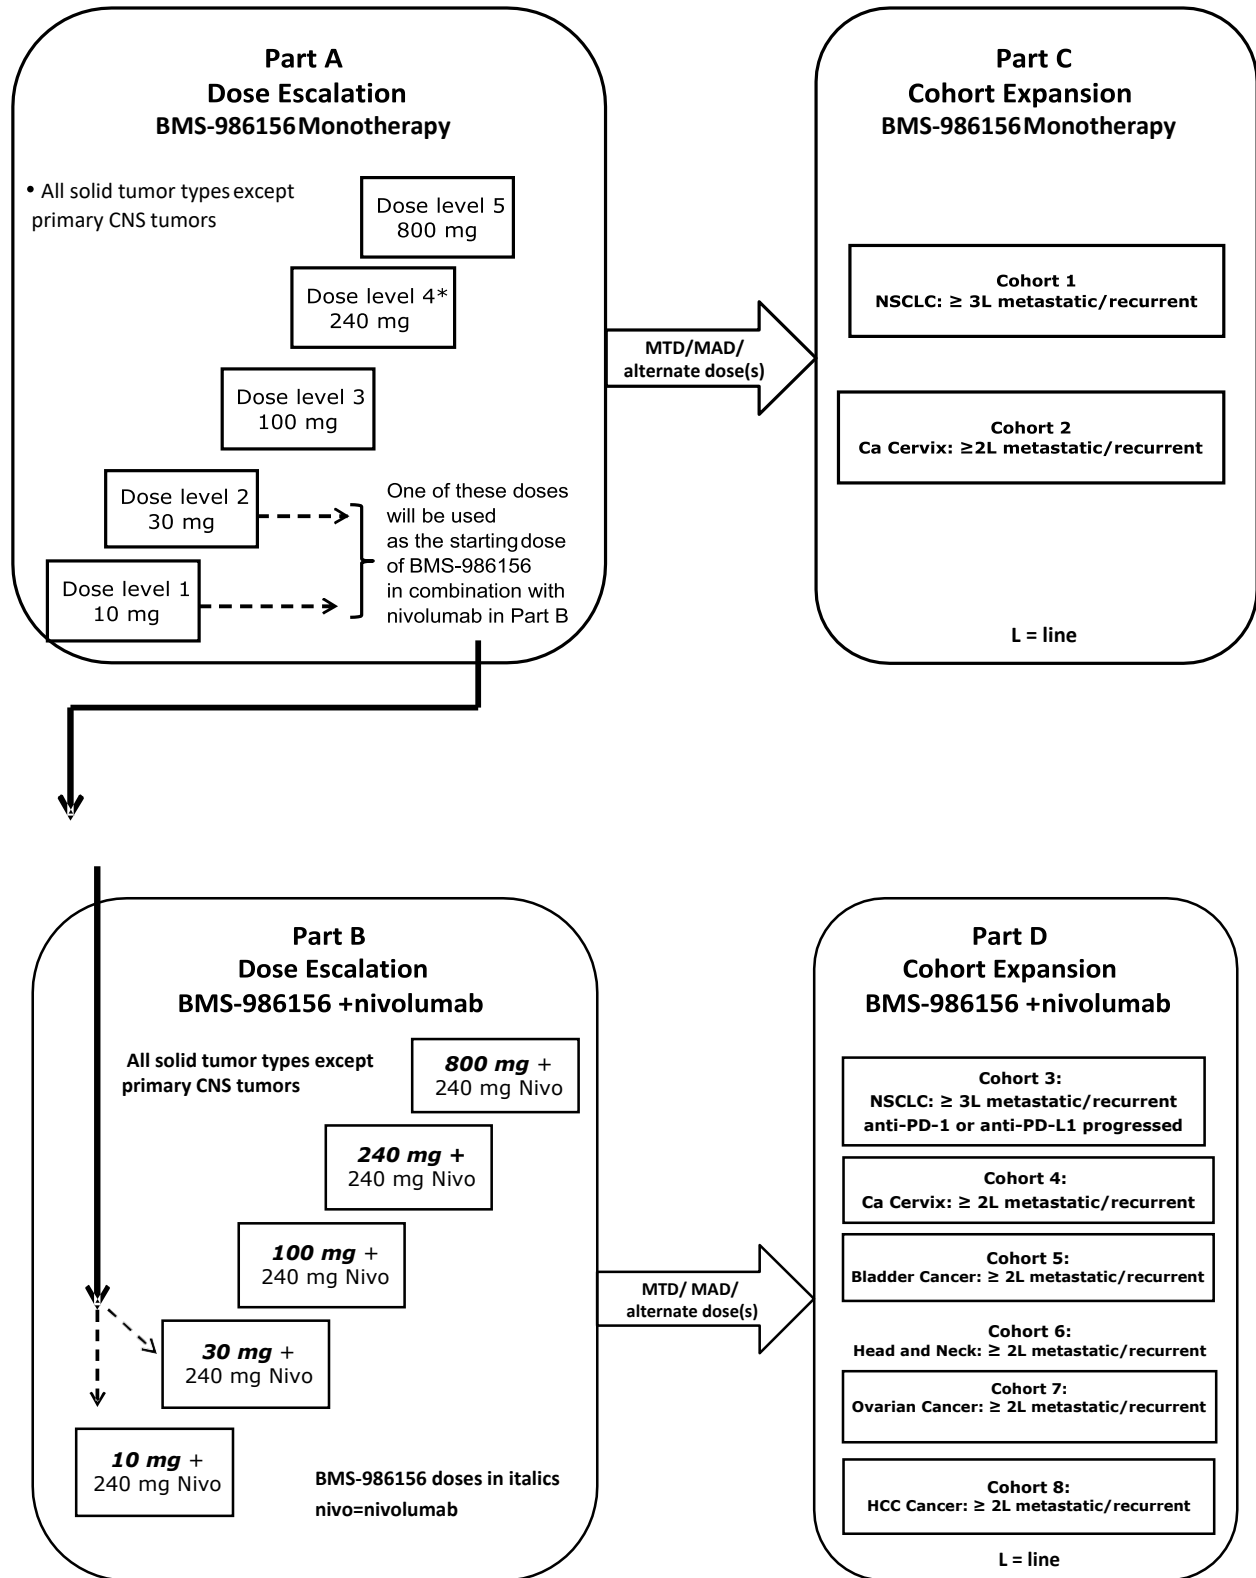 Part A
Dose Escalation
BMS-986156 Monotherapy
• All solid tumor types except
primary CNS tumors
Dose level 5
800 mg
Dose level 4*
240 mg
Dose level 3
100 mg
Dose level 2
30 mg
Dose level 1
10 mg
One of these doses
will be used
as the starting dose
of BMS-986156
in combination with
nivolumab in Part B
MTD/MAD/
alternate dose(s)
Part C
Cohort Expansion
BMS-986156 Monotherapy
Cohort 1
NSCLC: ≥ 3L metastatic/recurrent
Cohort 2
Ca Cervix: ≥2L metastatic/recurrent
L = line
Part B
Dose Escalation
BMS-986156 +nivolumab
All solid tumor types except
primary CNS tumors
800 mg +
240 mg Nivo
240 mg +
240 mg Nivo
100 mg +
240 mg Nivo
30 mg +
240 mg Nivo
10 mg +
240 mg Nivo
BMS-986156 doses in italics
nivo=nivolumab
MTD/ MAD/
alternate dose(s)
Part D
Cohort Expansion
BMS-986156 +nivolumab
Cohort 3:
NSCLC: ≥ 3L metastatic/recurrent
anti-PD-1 or anti-PD-L1 progressed
Cohort 4:
Ca Cervix: ≥ 2L metastatic/recurrent
Cohort 5:
Bladder Cancer: ≥ 2L metastatic/recurrent
Cohort 6:
Head and Neck: ≥ 2L metastatic/recurrent
Cohort 7:
Ovarian Cancer: ≥ 2L metastatic/recurrent
Cohort 8:
HCC Cancer: ≥ 2L metastatic/recurrent
L = line